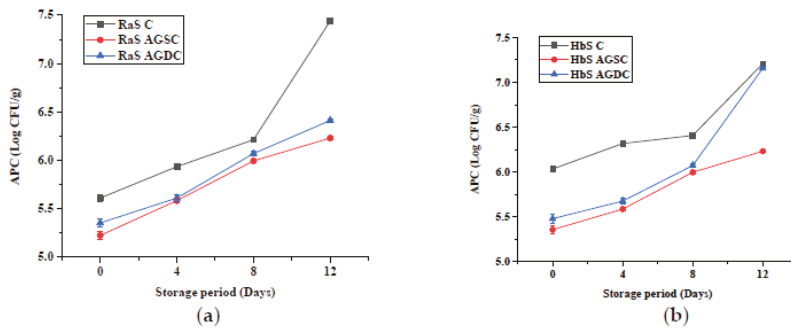 RaS C
RaS AGSC
RaS AGDC
7.5
7.0
6.5
6.0
5.5
5.0
APC (Log CFU/g)
0 4 8 12
Storage period (Days)
(a)
HbS C
HbS AGSC
HbS AGDC
7.5
7.0
6.5
6.0
5.5
5.0
APC (Log CFU/g)
0 4 8 12
Storage period (Days)
(b)